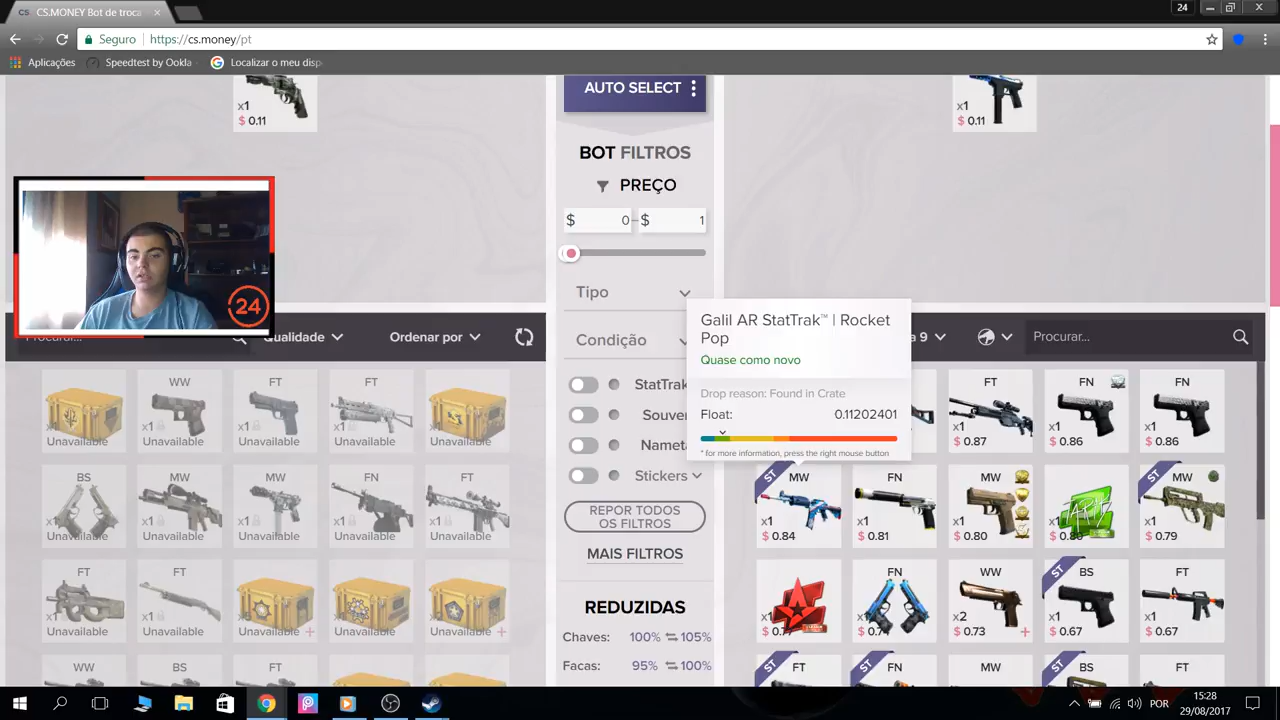 CS.MONEY Bot de troca
24
Seguro
https://cs.money/pt
Aplicações
Speedtest by Ookla
Localizar o meu disp
x1
$ 0.11
AUTO SELECT
x1
$ 0.11
BOT FILTROS
PREÇO
$ 0
$ 1
24
Tipo
Condição
StatTrak
Nameta
Stickers
REPOR TODOS
OS FILTROS
MAIS FILTROS
REDUZIDAS
Chaves: 100% 105%
Facas: 95% 100%
Galil AR StatTrak™ | Rocket
Pop
Quase como novo
Drop reason: Found in Crate
Float: 0.11202401
* for more information, press the right mouse button
Qualidade
Ordenar por
9
Procurar...
WW FT FT
Unavailable Unavailable Unavailable Unavailable Unavailable
BS MW MW FN FT
Unavailable Unavailable Unavailable Unavailable Unavailable
FT FT
Unavailable Unavailable Unavailable Unavailable Unavailable
WW BS FT
FT FN FN
$ 0.87 $ 0.86 $ 0.86
ST MW FN MW ST MW
x1 x1 x1 x1 x1
$ 0.84 $ 0.81 $ 0.80 $ 0.79
FN WW ST BS FT
x1 x1 x2 x1 x1
$ 0.73 $ 0.67 $ 0.67
ST FT ST FN MW ST BS FT
POR
15:28
29/08/2017